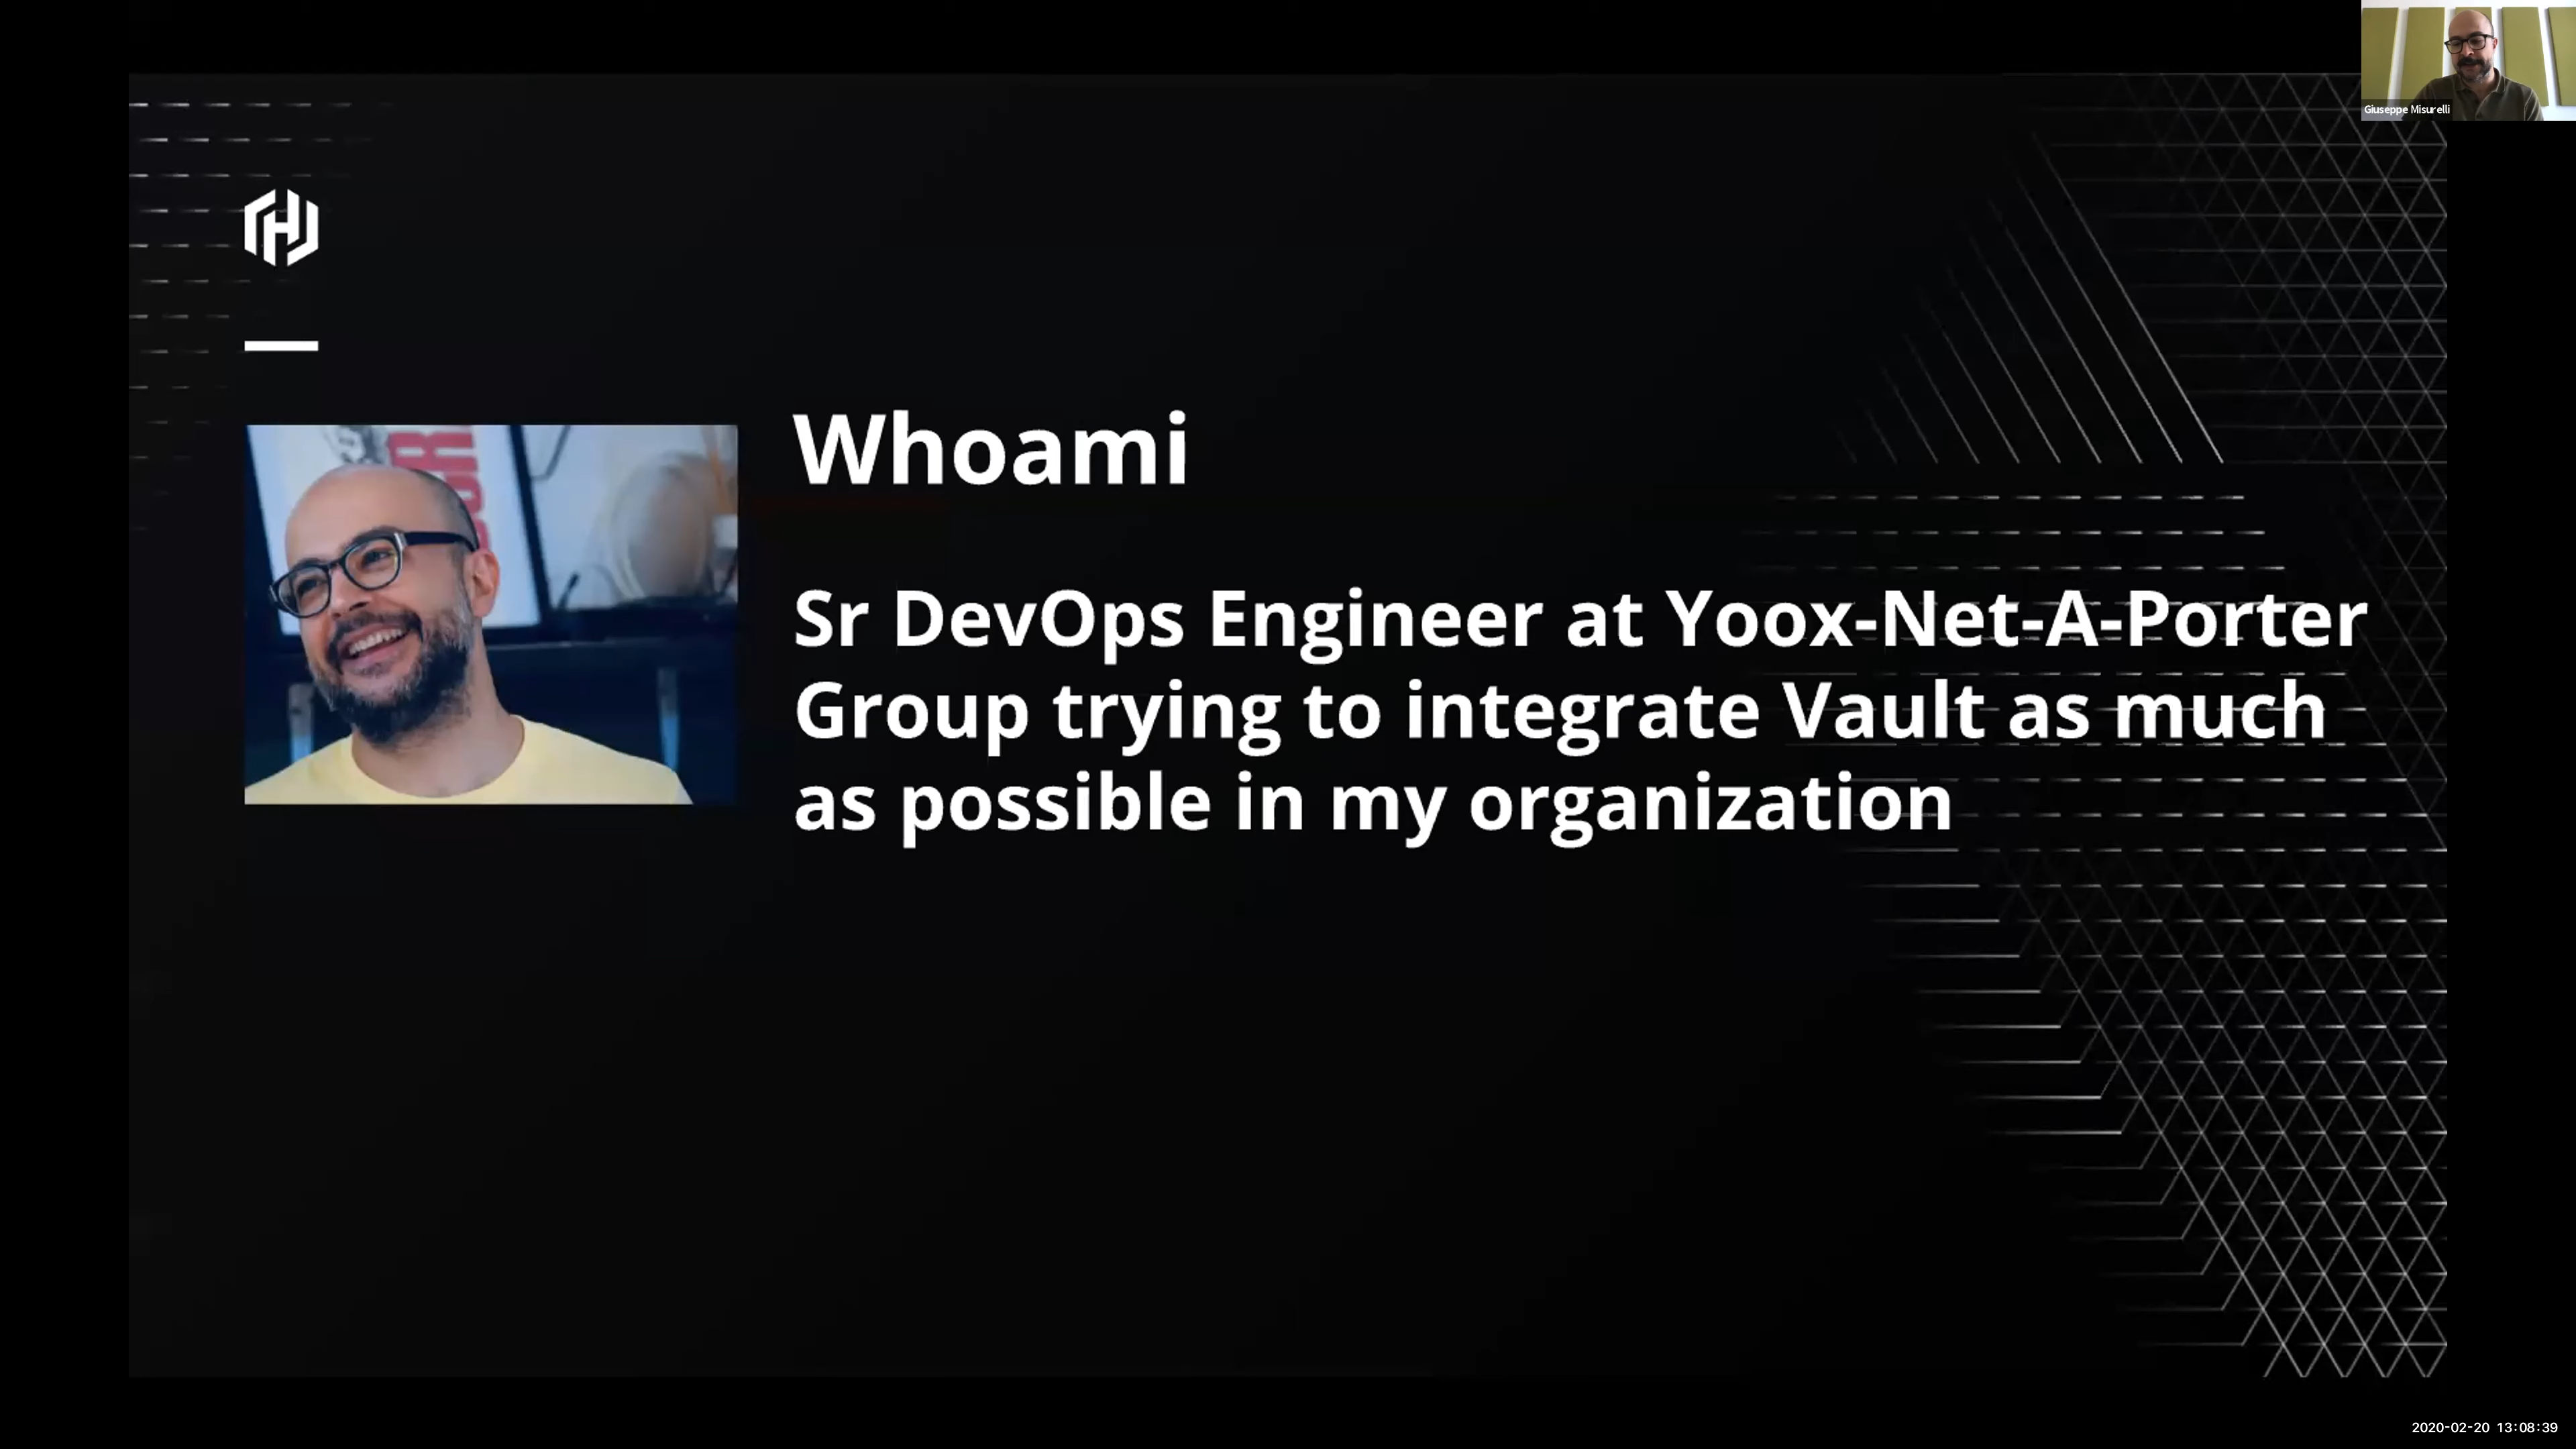 Giuseppe Misurelli
Whoami
Sr DevOps Engineer at Yoox-Net-A-Porter
Group trying to integrate Vault as much
as possible in my organization
2020-02-20 13:08:39